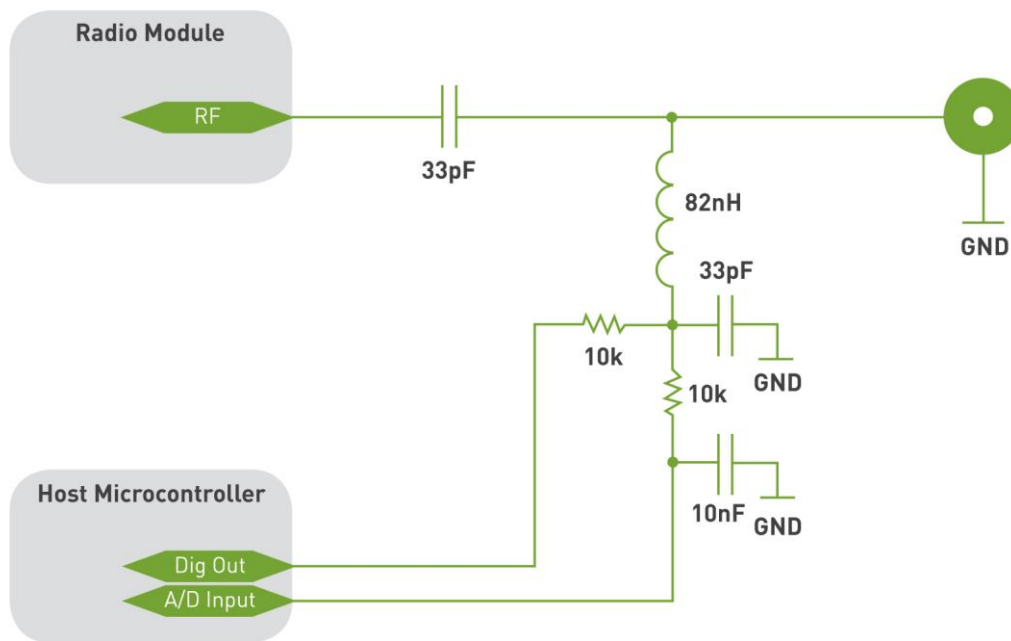 Radio Module
RF
33pF
82nH
GND
33pF
10k
GND
10k
Host Microcontroller
10nF
GND
Dig Out
A/D Input